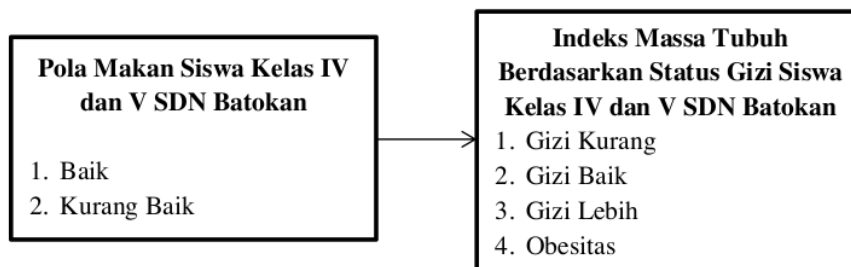 Pola Makan Siswa Kelas IV
dan V SDN Batokan
1. Baik
2. Kurang Baik
Indeks Massa Tubuh
Berdasarkan Status Gizi Siswa
Kelas IV dan V SDN Batokan
1. Gizi Kurang
2. Gizi Baik
3. Gizi Lebih
4. Obesitas